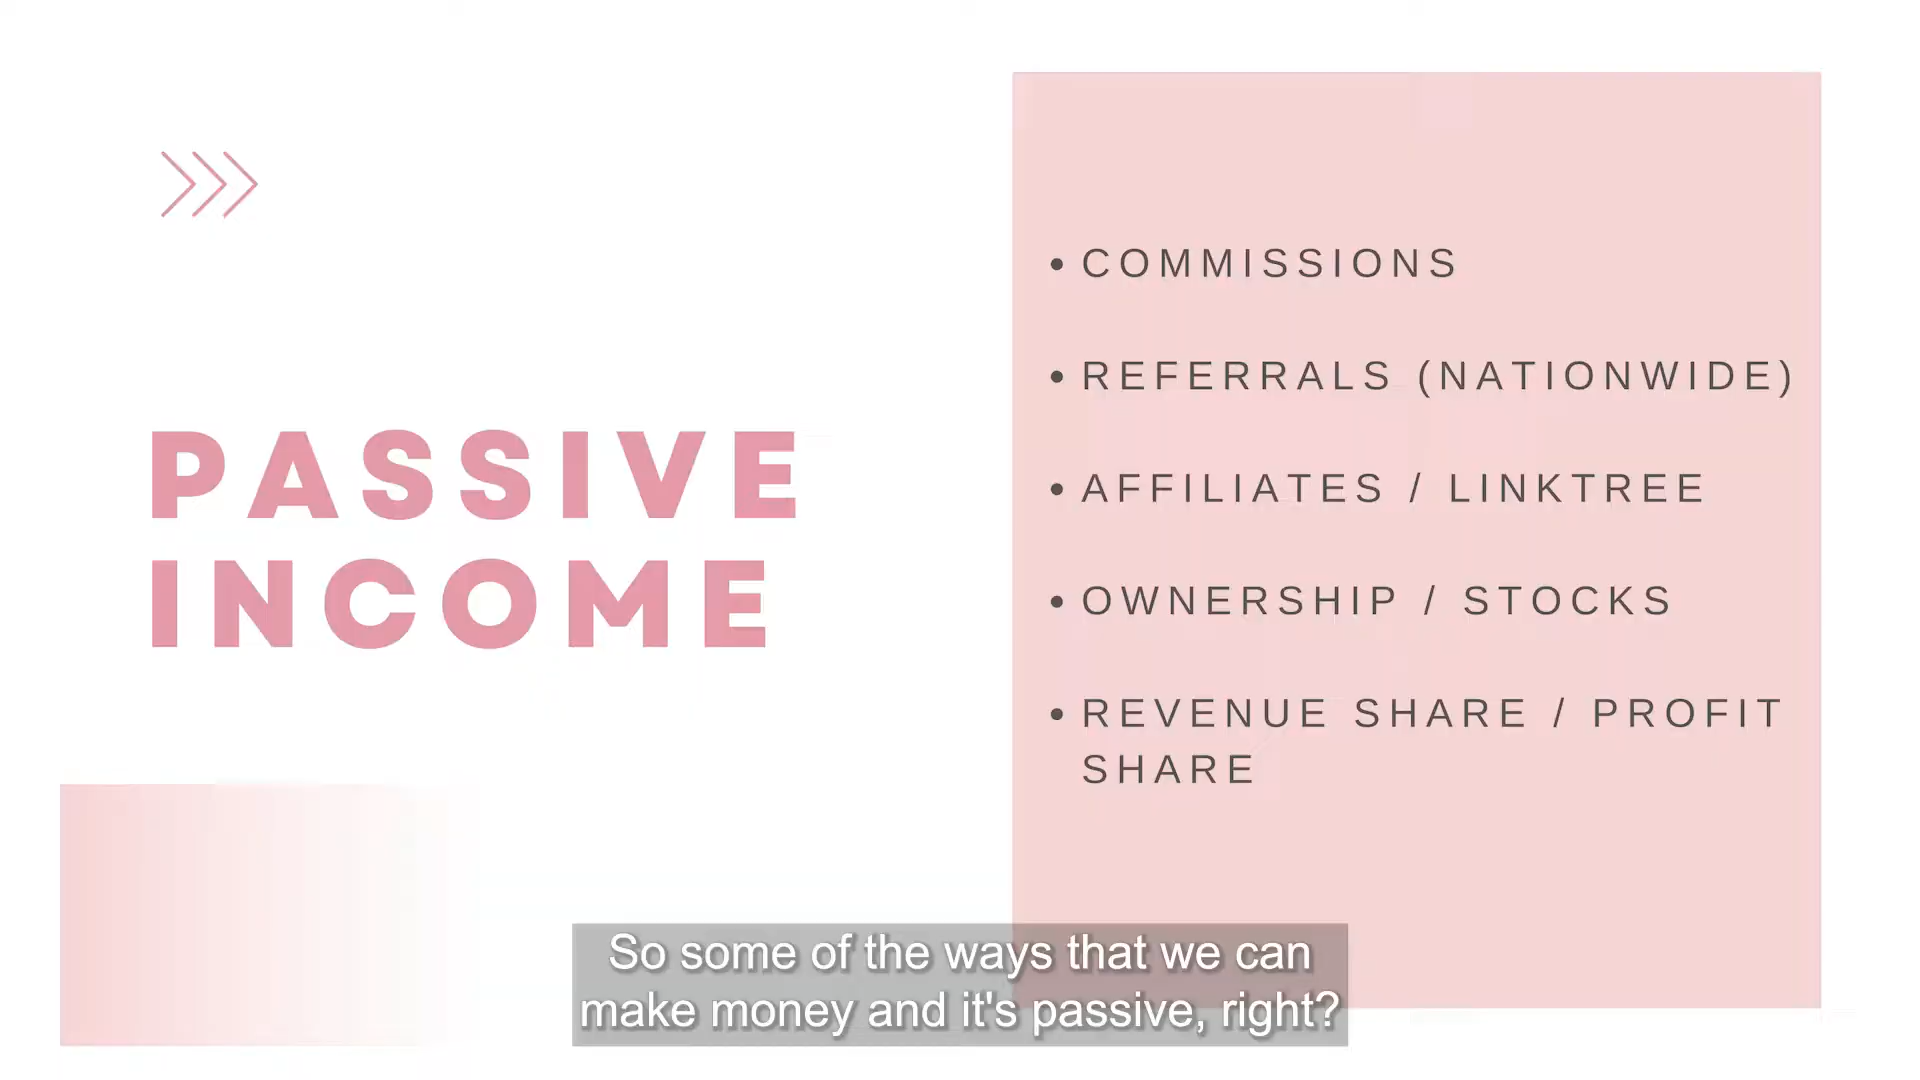 PASSIVE
INCOME
• COMMISSIONS
• REFERRALS (NATIONWIDE)
• AFFILIATES / LINKTREE
• OWNERSHIP / STOCKS
• REVENUE SHARE / PROFIT
SHARE
So some of the ways that we can
make money and it's passive, right?